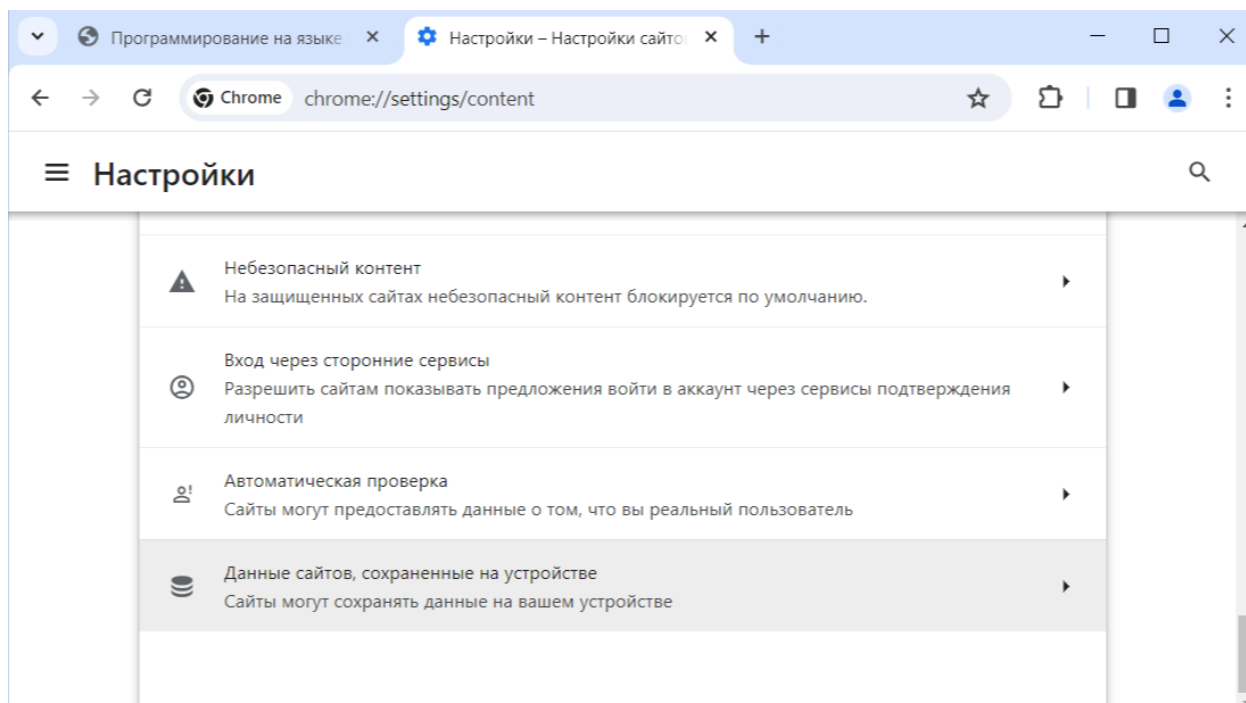 Программирование на языке
Настройки – Настройки сайтов
Chrome
chrome://settings/content
Настройки
Небезопасный контент
На защищенных сайтах небезопасный контент блокируется по умолчанию.
Вход через сторонние сервисы
Разрешить сайтам показывать предложения войти в аккаунт через сервисы подтверждения
личности
Автоматическая проверка
Сайты могут предоставлять данные о том, что вы реальный пользователь
Данные сайтов, сохраненные на устройстве
Сайты могут сохранять данные на вашем устройстве